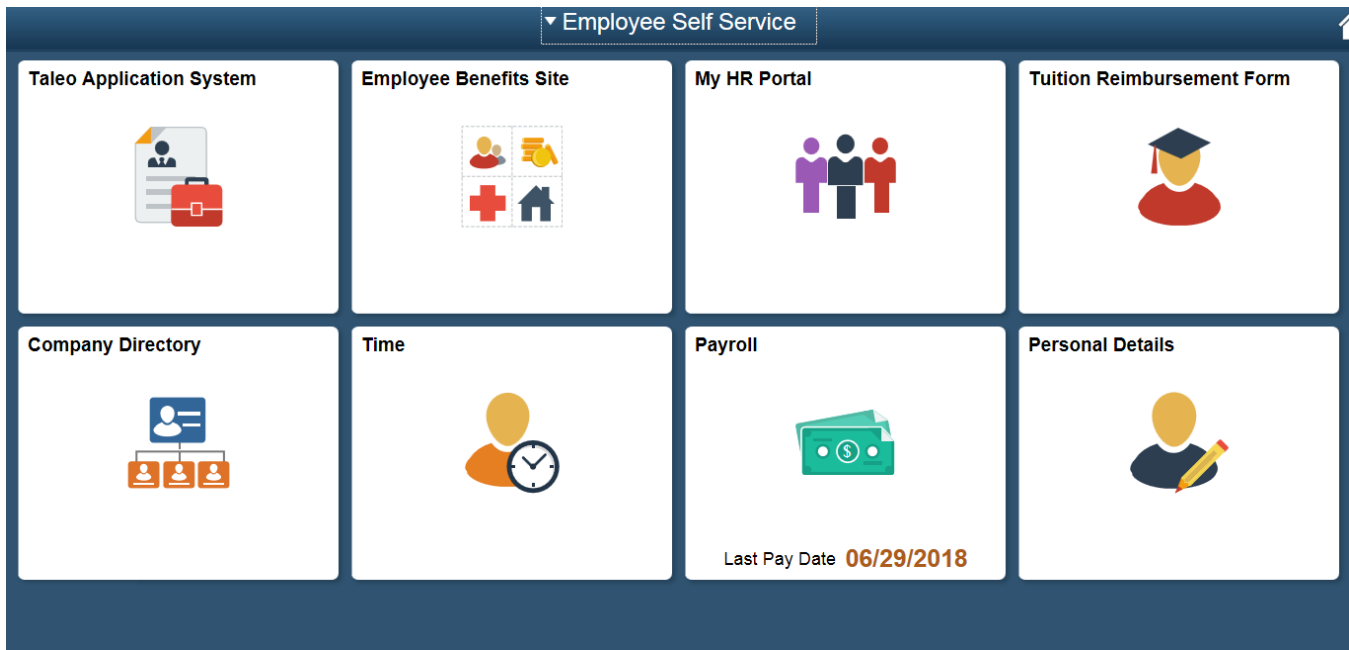 Employee Self Service
Taleo Application System
Employee Benefits Site
My HR Portal
Tuition Reimbursement Form
Company Directory
Time
Payroll
Personal Details
$
Last Pay Date 06/29/2018